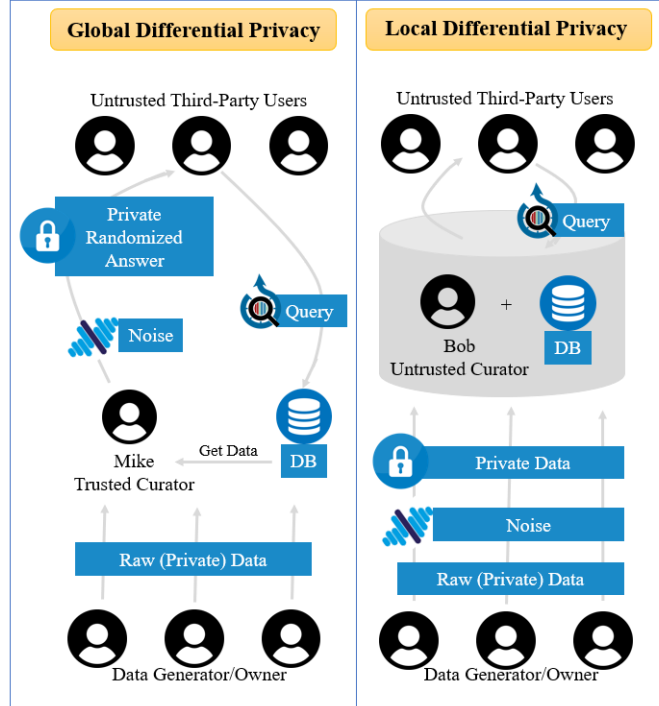 Global Differential Privacy
Untrusted Third-Party Users
Private
Randomized
Answer
Query
Noise
Mike
Trusted Curator
Get Data
DB
Raw (Private) Data
Data Generator/Owner
Local Differential Privacy
Untrusted Third-Party Users
Query
Bob
Untrusted Curator
+
DB
Private Data
Noise
Raw (Private) Data
Data Generator/Owner